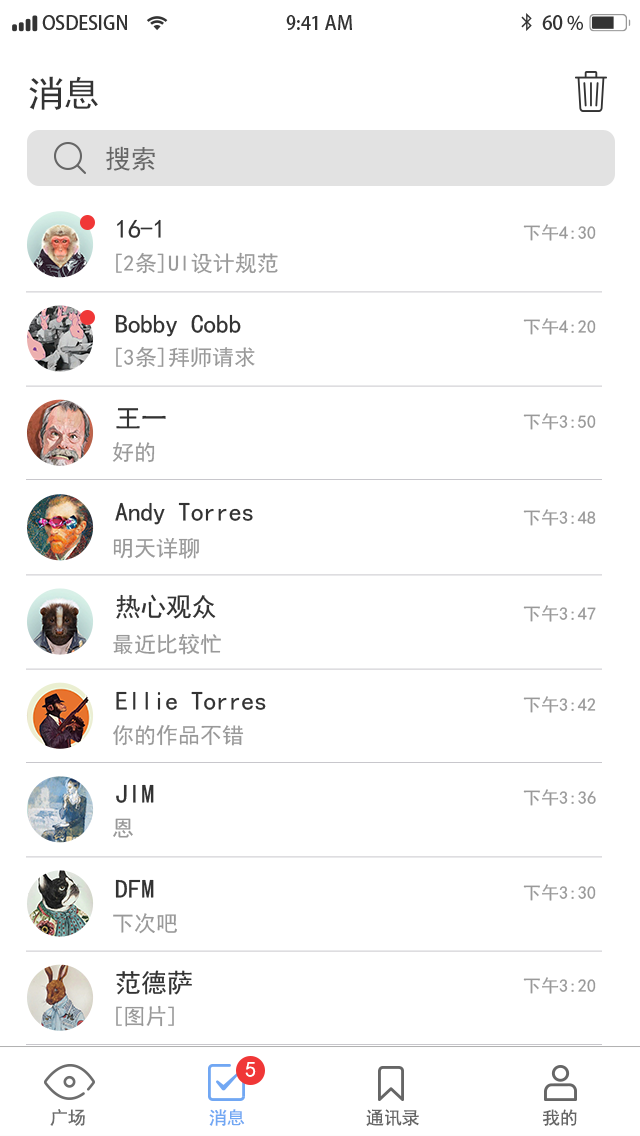 OSDESIGN 9:41 AM 60 %
消息
搜索
16-1 下午4:30
[2条]UI设计规范
Bobby Cobb 下午4:20
[3条]拜师请求
王一 下午3:50
好的
Andy Torres 下午3:48
明天详聊
热心观众 下午3:47
最近比较忙
Ellie Torres 下午3:42
你的作品不错
JIM 下午3:36
恩
DFM 下午3:30
下次吧
范德萨 下午3:20
[图片]
5
广场 消息 通讯录 我的